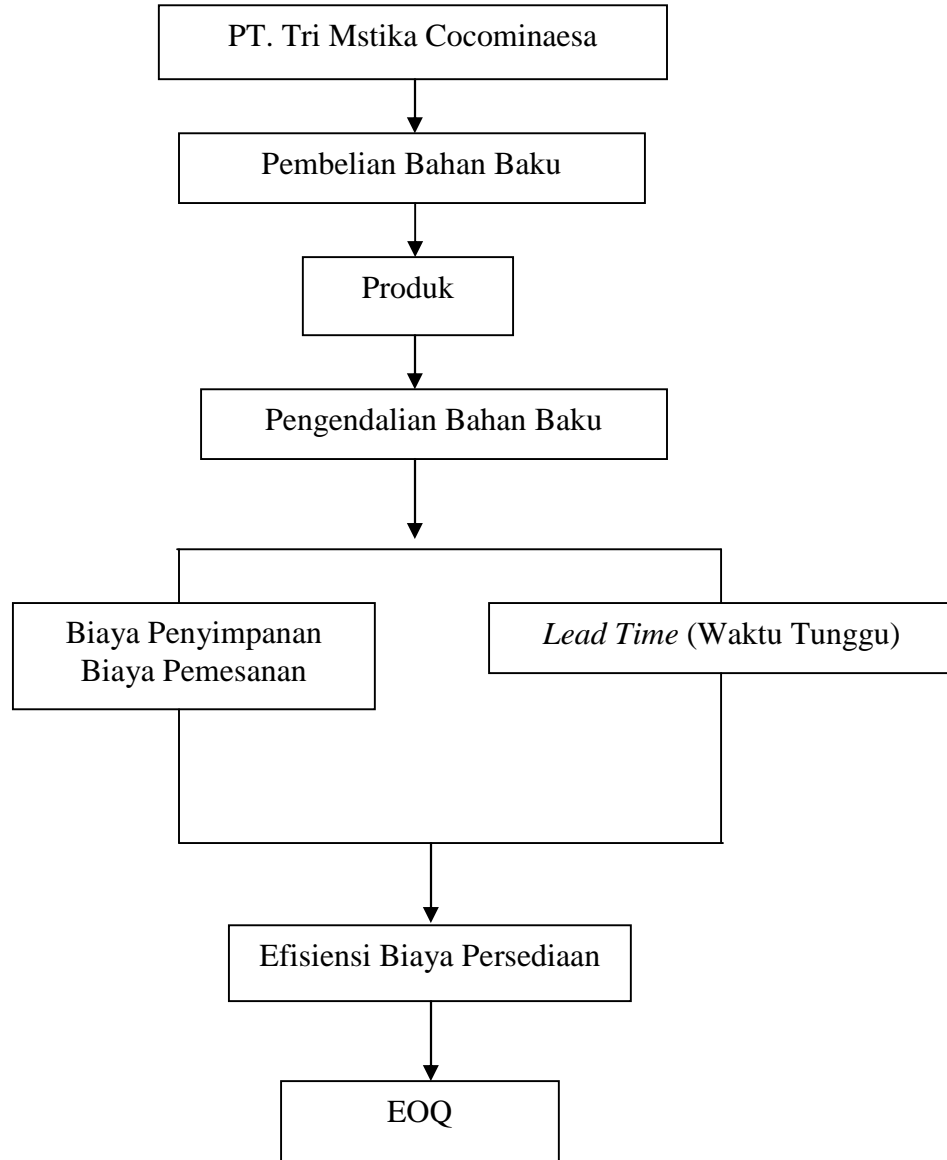 PT. Tri Mstika Cocominaesa
Pembelian Bahan Baku
Produk
Pengendalian Bahan Baku
Biaya Penyimpanan
Biaya Pemesanan
Lead Time (Waktu Tunggu)
Efisiensi Biaya Persediaan
EOQ